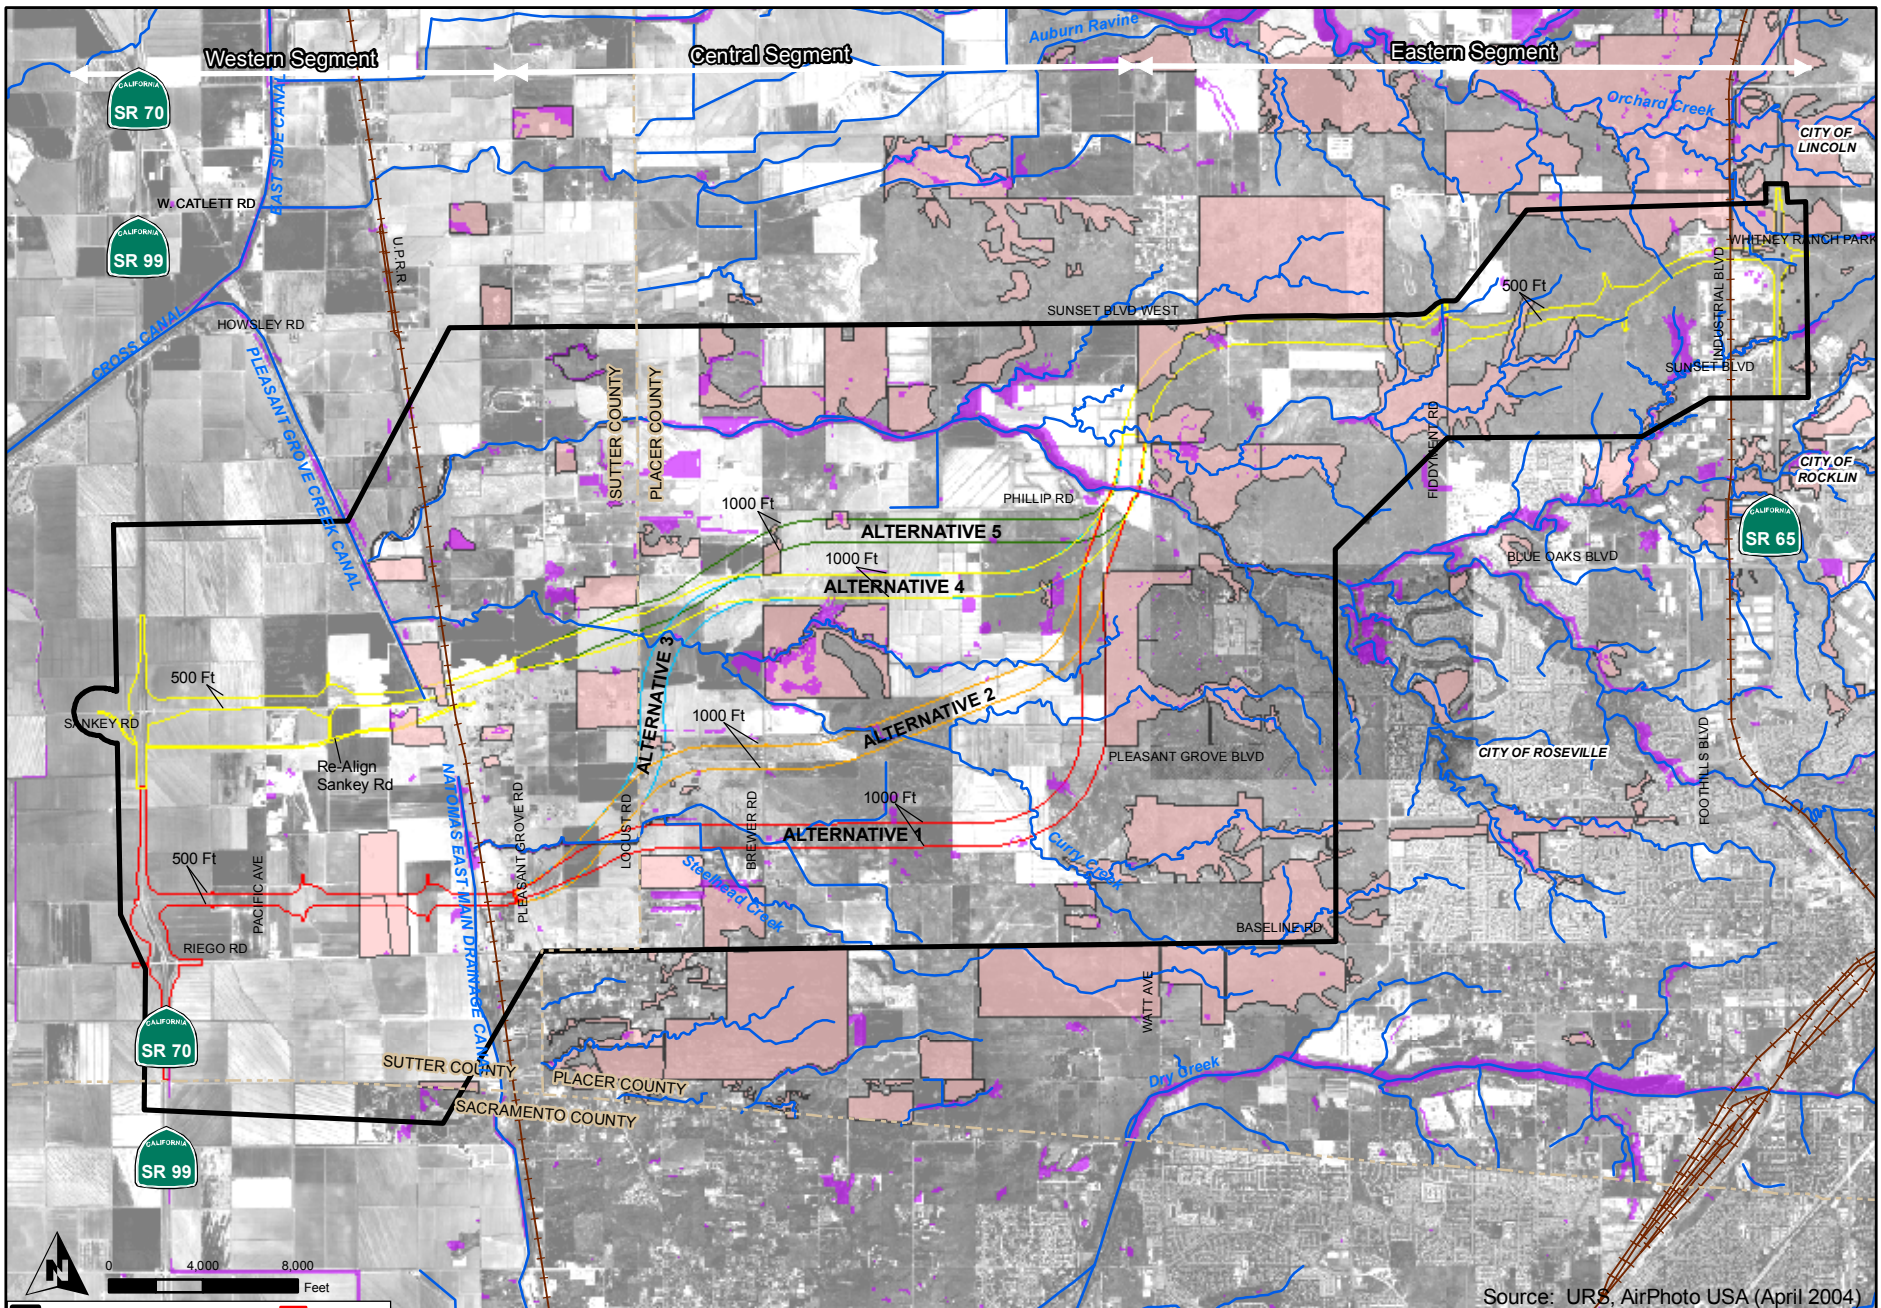 Western Segment
Central Segment
Eastern Segment
Auburn Ravine
Orchard Creek
CALIFORNIA
SR 70
EAST SIDE CANAL
CITY OF
LINCOLN
W. CATLETT RD
CALIFORNIA
SR 99
U.P.R.R
WHITNEY RANCH PARK
INDUSTRIAL BLVD
500 Ft
SUNSET BLVD WEST
CROSS CANAL
HOWSLEY RD
PLEASANT GROVE CREEK CANAL
SUNSET BLVD
SUTTER COUNTY
PLACER COUNTY
FIDDYMENT RD
CITY OF
ROCKLIN
PHILLIP RD
1000 Ft
ALTERNATIVE 5
CALIFORNIA
SR 65
1000 Ft
ALTERNATIVE 4
BLUE OAKS BLVD
500 Ft
ALTERNATIVE 3
ALTERNATIVE 2
SANKEY RD
1000 Ft
Re-Align
Sankey Rd
PLEASANT GROVE BLVD
CITY OF ROSEVILLE
FOOTHILLS BLVD
NATOMAS EAST MAIN DRAINAGE CANAL
PLEASANT GROVE RD
LOCUST RD
BREWER RD
1000 Ft
ALTERNATIVE 1
500 Ft
PACIFIC AVE
Steelhead Creek
Curry Creek
RIEGO RD
BASELINE RD
WATT AVE
CALIFORNIA
SR 70
SUTTER COUNTY
PLACER COUNTY
SACRAMENTO COUNTY
Dry Creek
CALIFORNIA
SR 99
N
0 4,000 8,000
Feet
Source: URS, AirPhoto USA (April 2004)